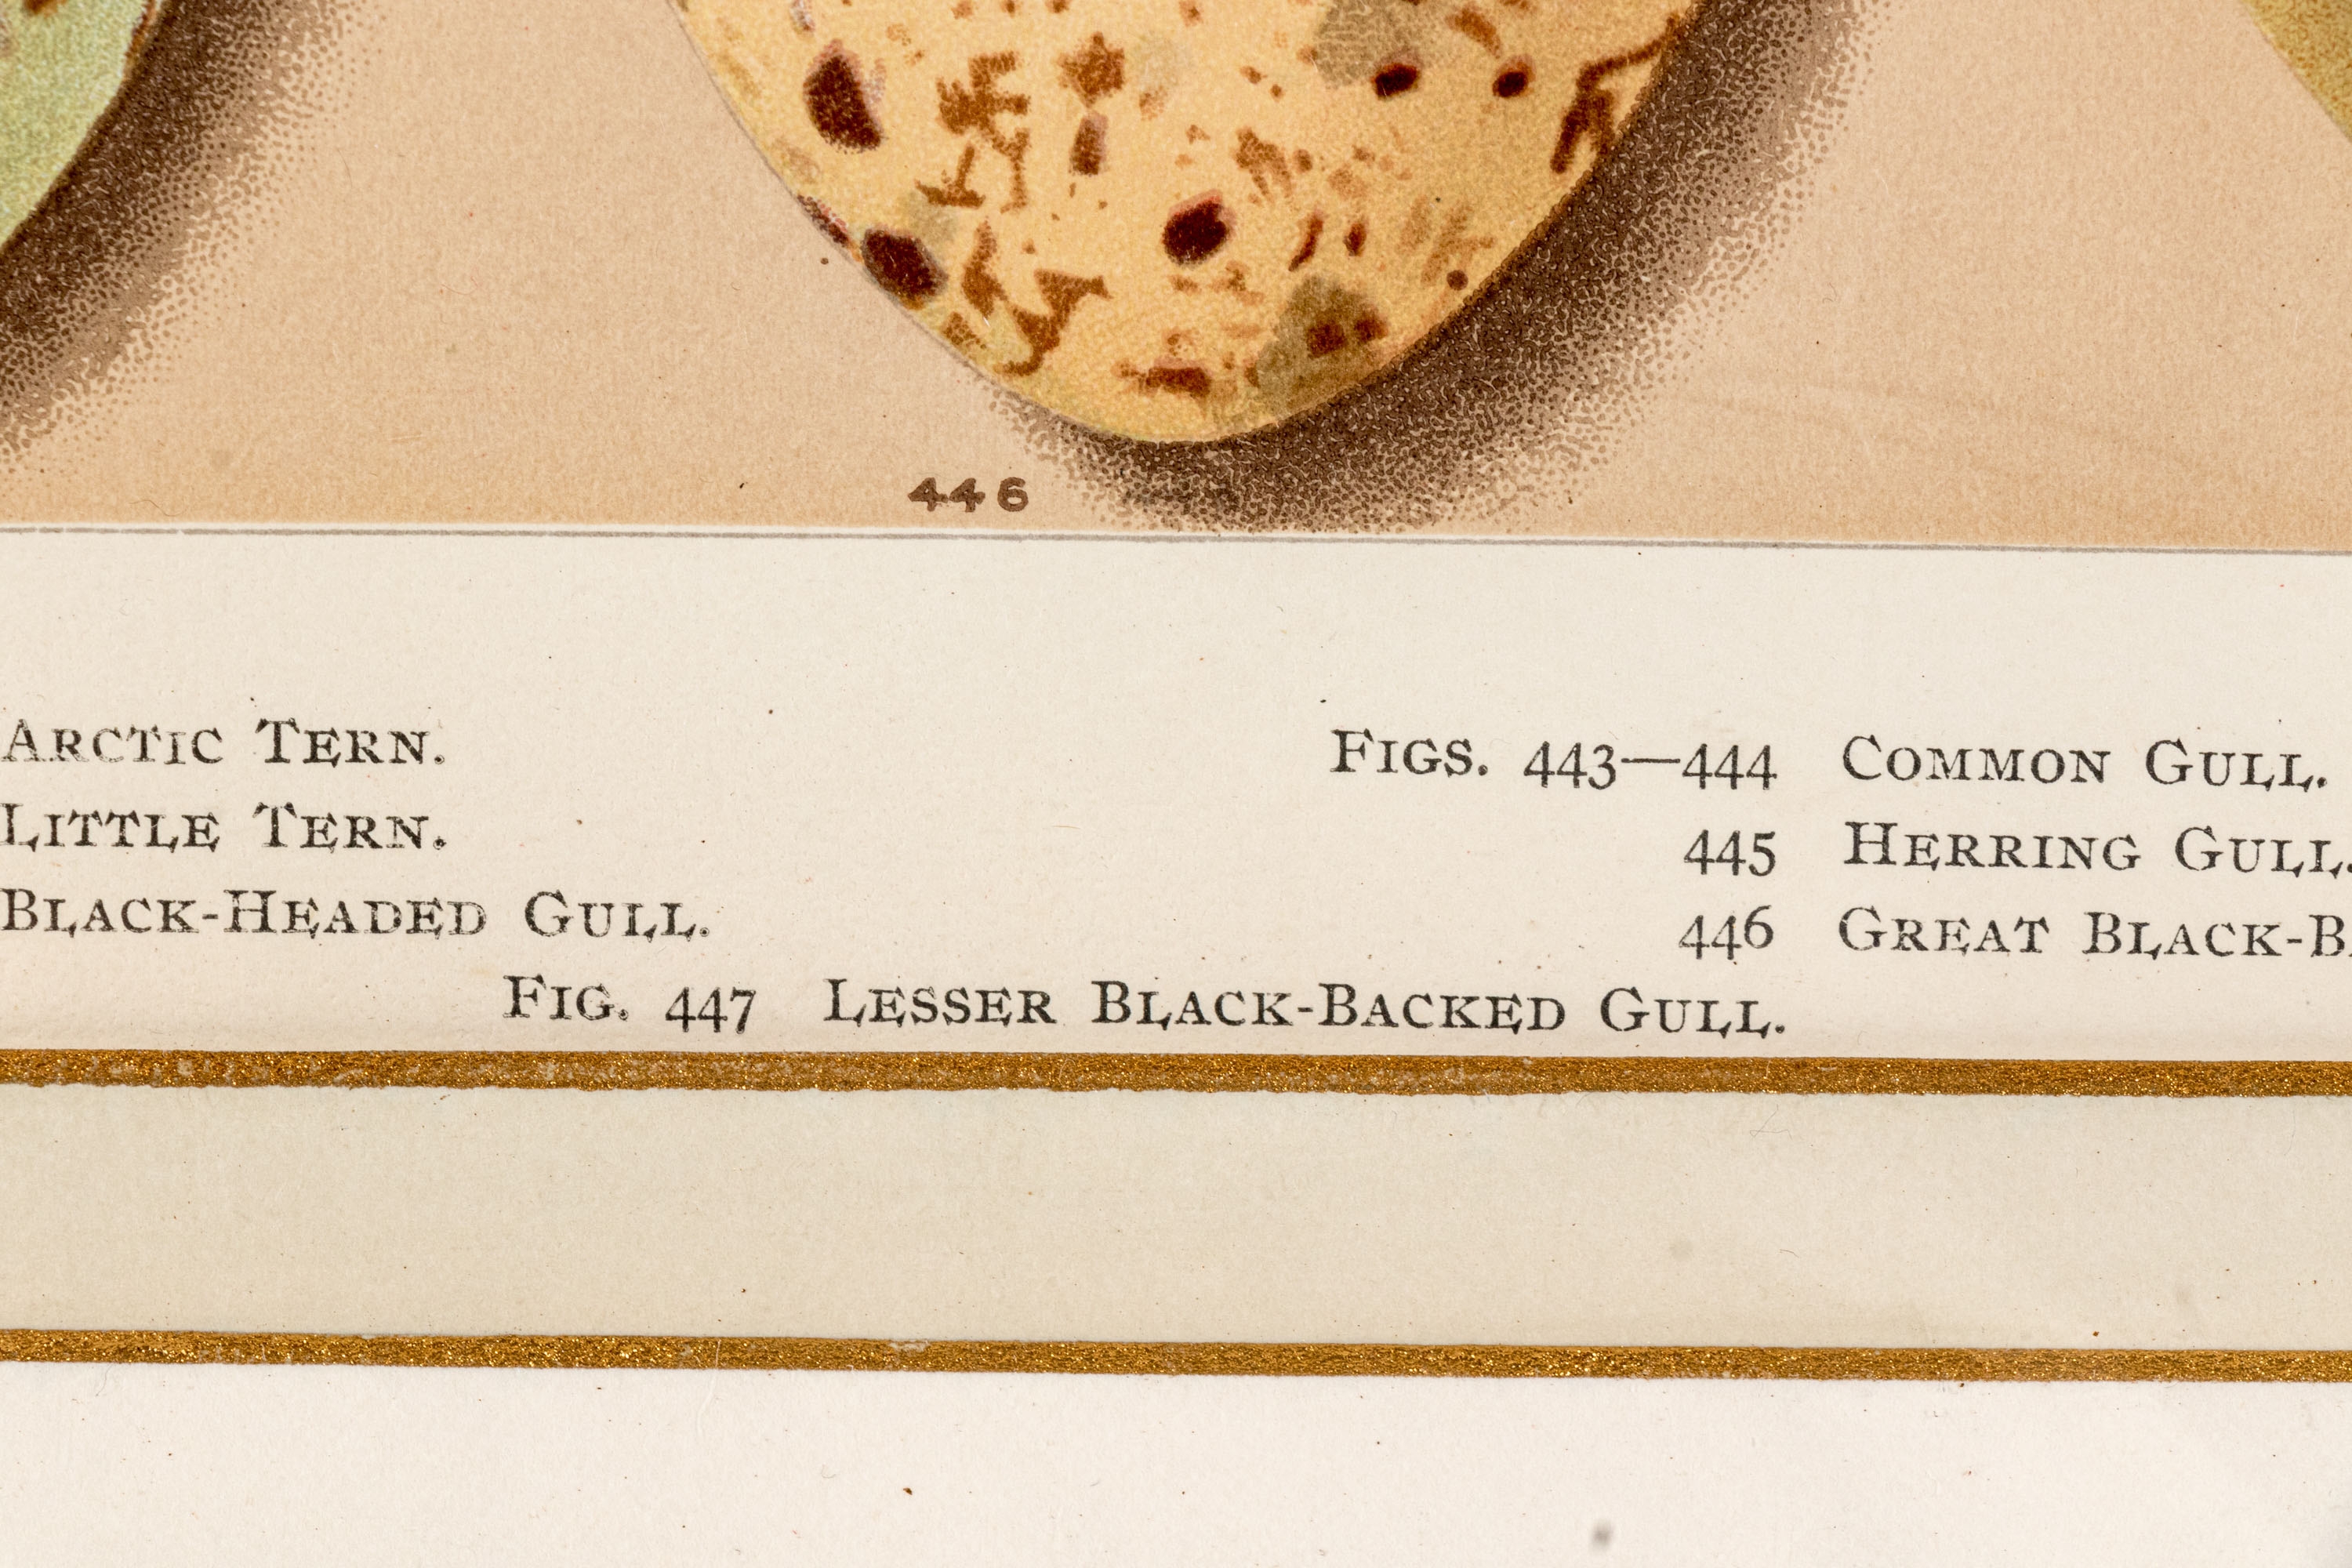 446
ARCTIC TERN.
LITTLE TERN.
BLACK-HEADED GULL.
FIGS. 443—444 COMMON GULL.
445 HERRING GULL.
446 GREAT BLACK-B
FIG. 447 LESSER BLACK-BACKED GULL.